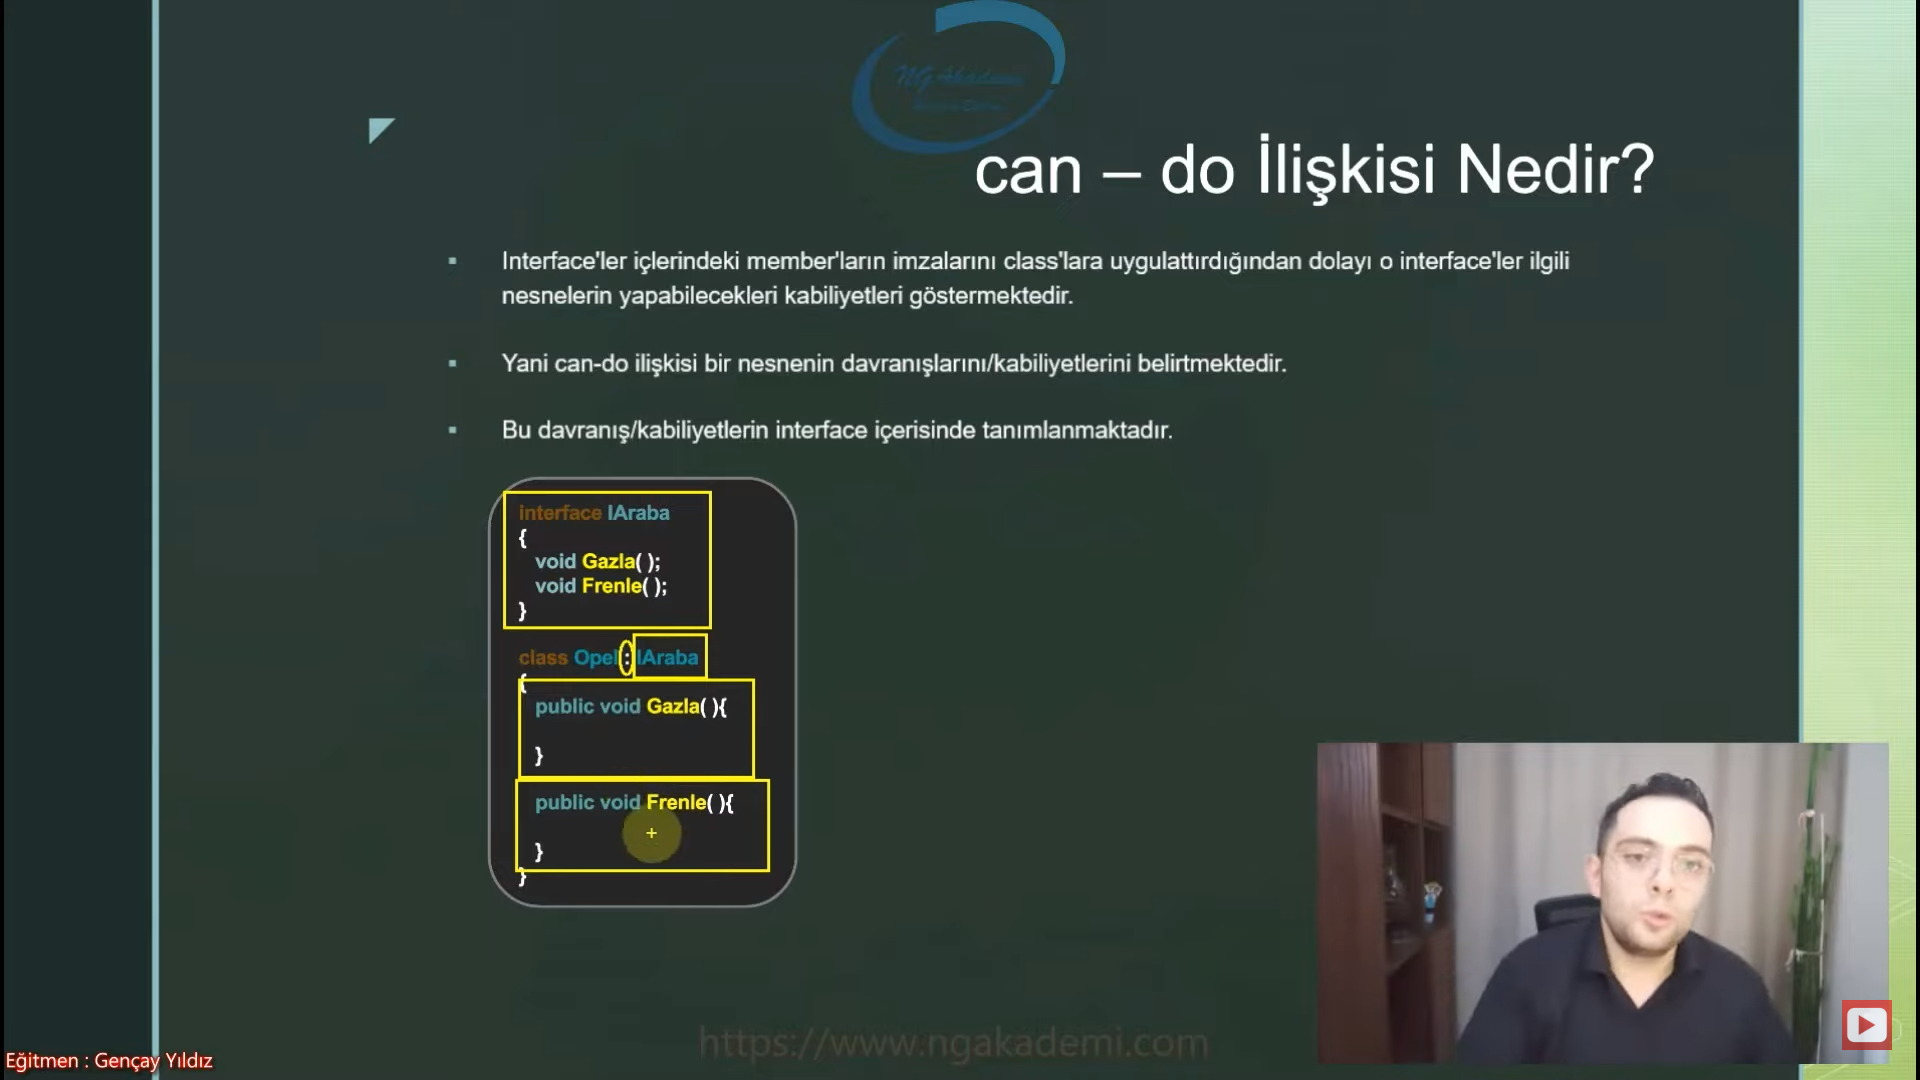 NG Akademi
can – do İlişkisi Nedir?
Interface'ler içlerindeki member'ların imzalarını class'lara uygulattırdığından dolayı o interface'ler ilgili
nesnelerin yapabilecekleri kabiliyetleri göstermektedir.
Yani can-do ilişkisi bir nesnenin davranışlarını/kabiliyetlerini belirtmektedir.
Bu davranış/kabiliyetlerin interface içerisinde tanımlanmaktadır.
interface IAraba
{
void Gazla( );
void Frenle( );
}
class Opel : IAraba
{
public void Gazla( ){
}
public void Frenle( ){
}
}
https://www.ngakademi.com
Eğitmen : Gençay Yıldız